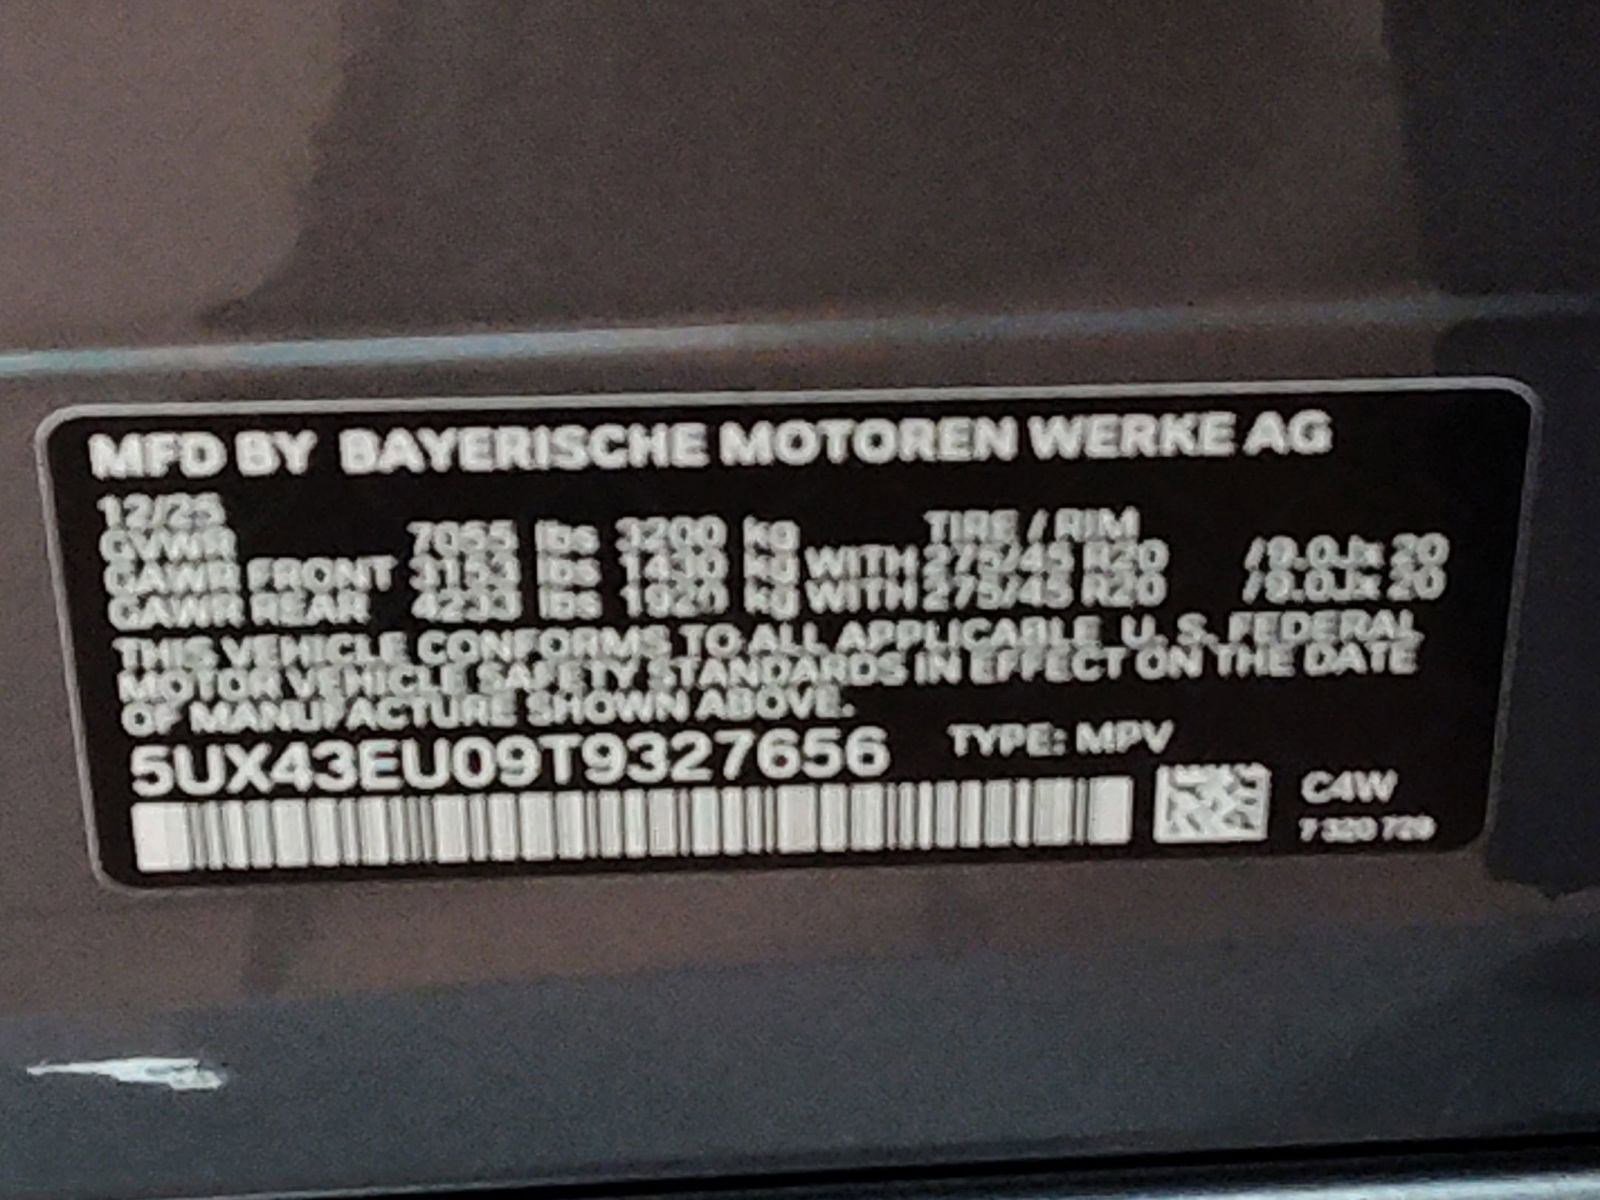 MFD BY BAYERISCHE MOTOREN WERKE AG
12/25
TIRE / RIM
GVWR 7055 lbs 3200 kg
GAWR FRONT 3153 lbs 1430 kg WITH 275/45 R20 /9.0Jx 20
GAWR REAR 4233 lbs 1920 kg WITH 275/45 R20 /9.0Jx 20
THIS VEHICLE CONFORMS TO ALL APPLICABLE U. S. FEDERAL
MOTOR VEHICLE SAFETY STANDARDS IN EFFECT ON THE DATE
OF MANUFACTURE SHOWN ABOVE.
5UX43EU09T9327656 TYPE: MPV
C4W
7 320 726